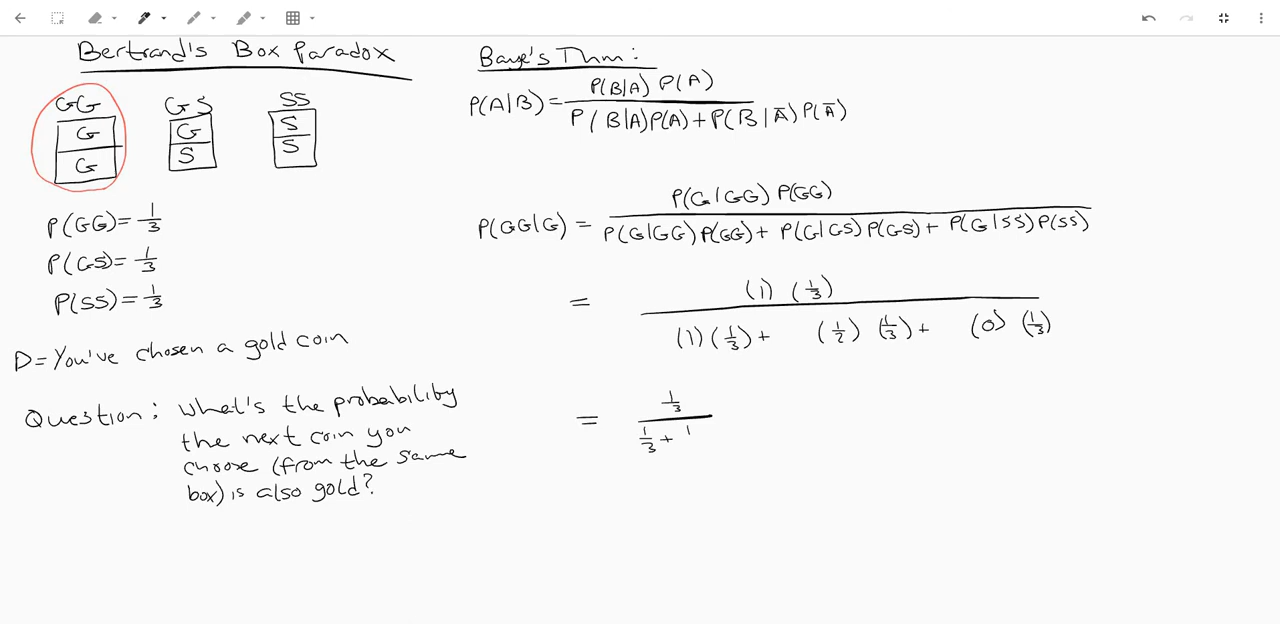 Bertrand's Box Paradox
GG GS SS
G G S
G S S
P(GG)= 1/3
P(GS)= 1/3
P(SS)= 1/3
D=You've chosen a gold coin
Question: What's the probability
the next coin you
choose (from the same
box) is also gold?
Baye's Thm:
P(A|B)= P(B|A) P(A) / P(B|A)P(A)+P(B|A̅)P(A̅)
P(GG|G) = P(G|GG) P(GG) / P(G|GG) P(GG)+ P(G|GS) P(GS)+ P(G|SS) P(SS)
= (1) (1/3) / (1)(1/3)+ (1/2) (1/3)+ (0) (1/3)
= 1/3 / 1/3 + 1